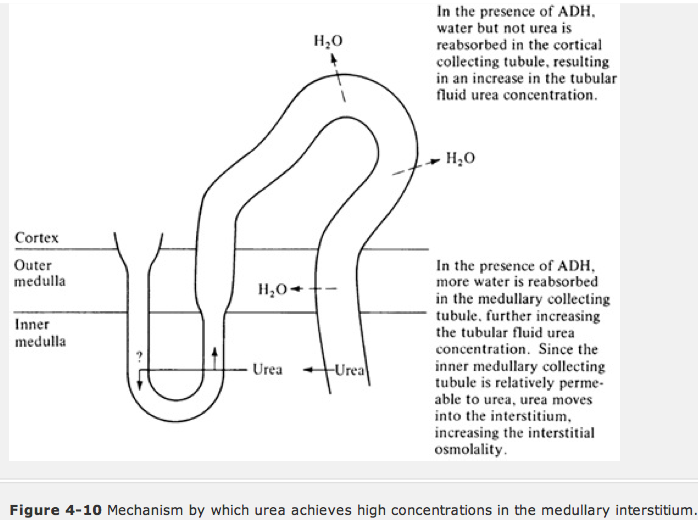 In the presence of ADH,
water but not urea is
reabsorbed in the cortical
collecting tubule, resulting
in an increase in the tubular
fluid urea concentration.
H₂O
H₂O
Cortex
Outer
medulla
H₂O
Inner
medulla
?
Urea
Urea
In the presence of ADH,
more water is reabsorbed
in the medullary collecting
tubule, further increasing
the tubular fluid urea
concentration. Since the
inner medullary collecting
tubule is relatively perme-
able to urea, urea moves
into the interstitium,
increasing the interstitial
osmolality.
Figure 4-10 Mechanism by which urea achieves high concentrations in the medullary interstitium.